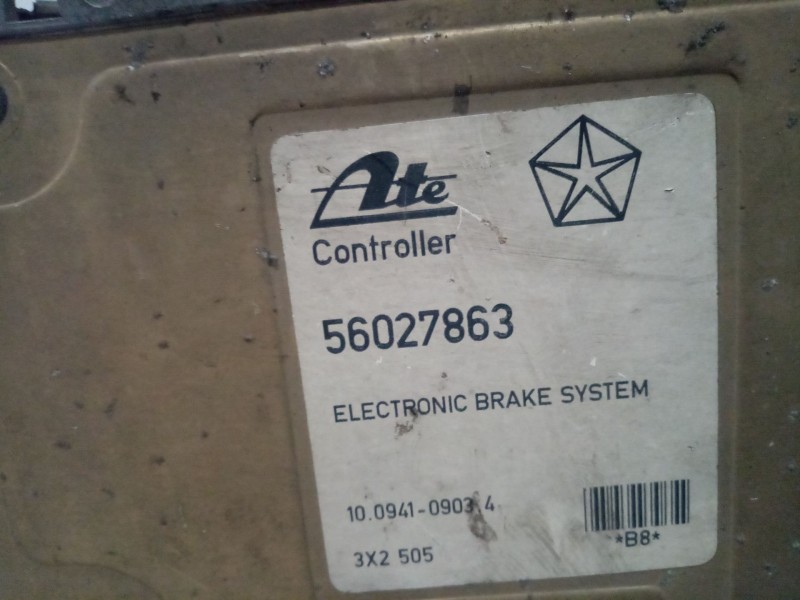 Ate
Controller
56027863
ELECTRONIC BRAKE SYSTEM
10.0941-0903.4
3X2 505
*B8*